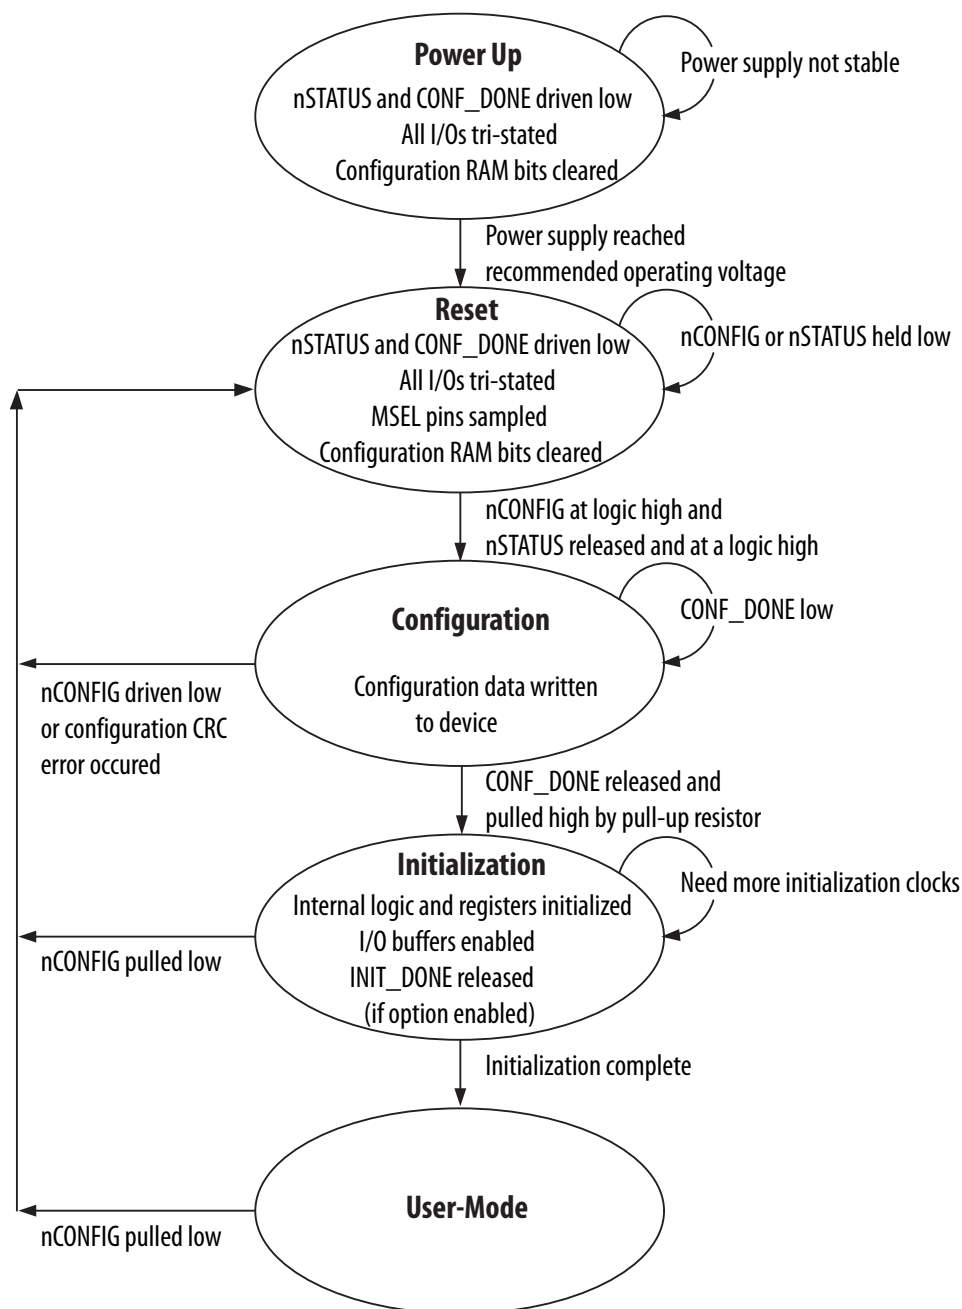 Power Up
nSTATUS and CONF_DONE driven low
All I/Os tri-stated
Configuration RAM bits cleared
Power supply not stable
Power supply reached
recommended operating voltage
Reset
nSTATUS and CONF_DONE driven low
All I/Os tri-stated
MSEL pins sampled
Configuration RAM bits cleared
nCONFIG or nSTATUS held low
nCONFIG at logic high and
nSTATUS released and at a logic high
Configuration
Configuration data written
to device
CONF_DONE low
nCONFIG driven low
or configuration CRC
error occured
CONF_DONE released and
pulled high by pull-up resistor
Initialization
Internal logic and registers initialized
I/O buffers enabled
INIT_DONE released
(if option enabled)
Need more initialization clocks
nCONFIG pulled low
Initialization complete
User-Mode
nCONFIG pulled low